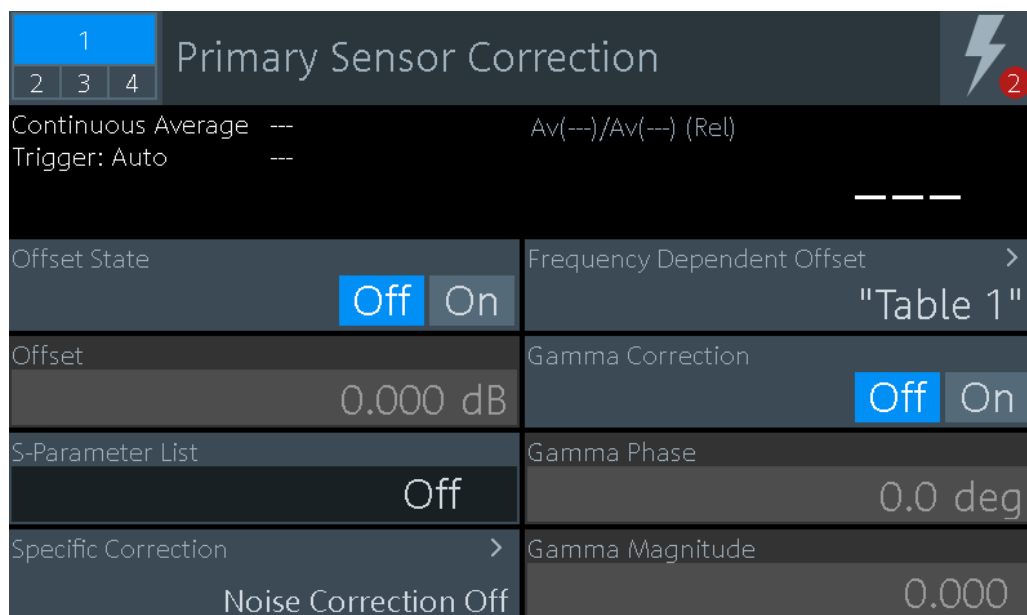 1
Primary Sensor Correction
2 3 4
2
Continuous Average ---
Av(---)/Av(---) (Rel)
Trigger: Auto ---
---
Offset State
Off On
Frequency Dependent Offset >
"Table 1"
Offset
0.000 dB
Gamma Correction
Off On
S-Parameter List
Off
Gamma Phase
0.0 deg
Specific Correction >
Noise Correction Off
Gamma Magnitude
0.000